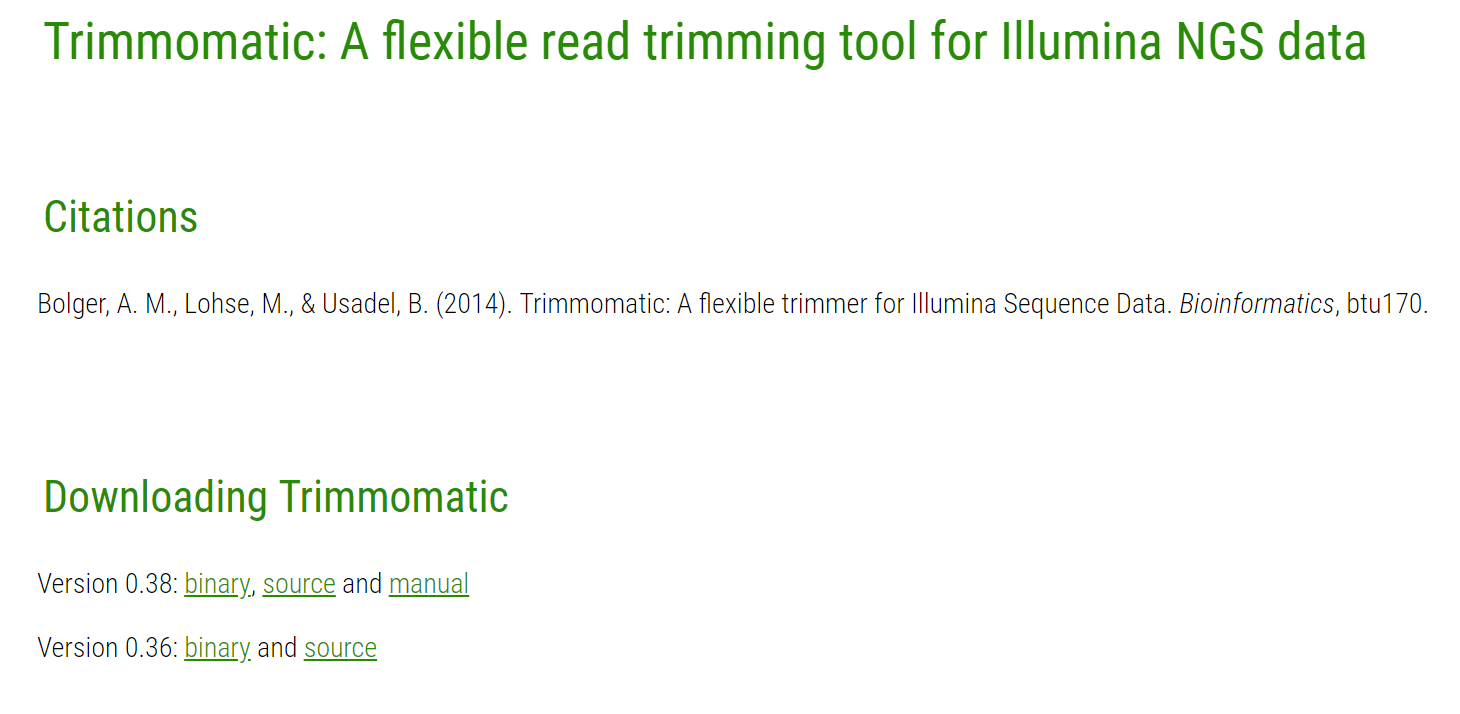 Trimmomatic: A flexible read trimming tool for Illumina NGS data
Citations
Bolger, A. M., Lohse, M., & Usadel, B. (2014). Trimmomatic: A flexible trimmer for Illumina Sequence Data. Bioinformatics, btu170.
Downloading Trimmomatic
Version 0.38: binary, source and manual
Version 0.36: binary and source